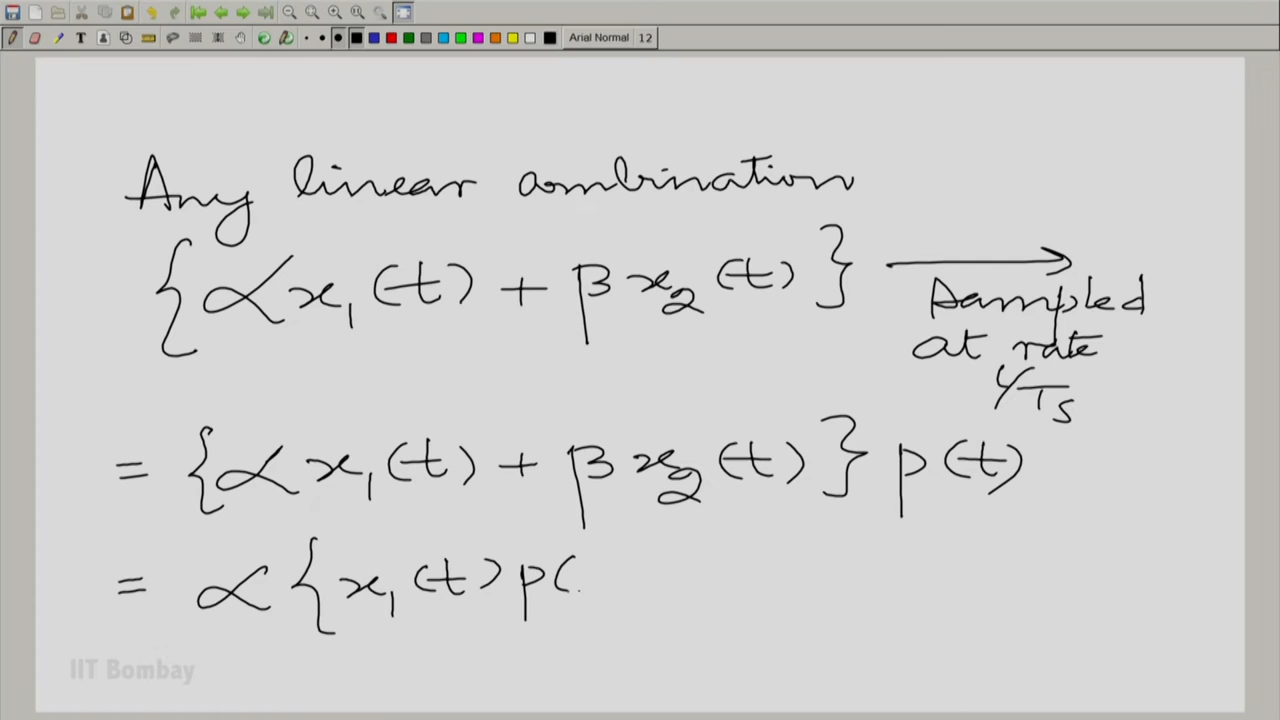 Arial Normal 12
Any linear combination
{αx₁(t) + βx₂(t)} →
Sampled
at rate
1/Tₛ
= {αx₁(t) + βx₂(t)} p(t)
= α{x₁(t)p(
IIT Bombay